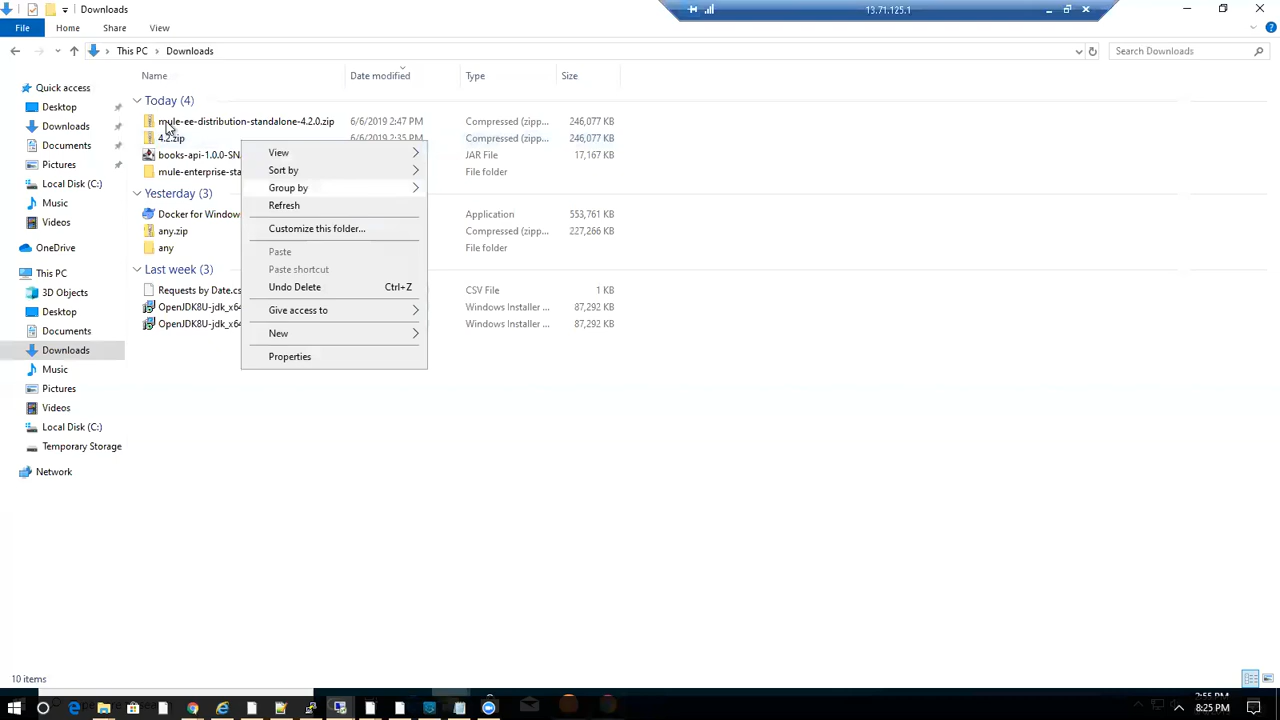 Downloads
13.71.125.1
File Home Share View
This PC > Downloads
Search Downloads
Name Date modified Type Size
Quick access
Desktop
Downloads
Documents
Pictures
Local Disk (C:)
Music
Videos
OneDrive
This PC
3D Objects
Desktop
Documents
Downloads
Music
Pictures
Videos
Local Disk (C:)
Temporary Storage
Network
Today (4)
mule-ee-distribution-standalone-4.2.0.zip 6/6/2019 2:47 PM Compressed (zipp... 246,077 KB
4.2.zip 6/6/2019 2:35 PM Compressed (zipp... 246,077 KB
books-api-1.0.0-SNA JAR File 17,167 KB
mule-enterprise-sta File folder
Yesterday (3)
Docker for Window Application 553,761 KB
any.zip Compressed (zipp... 227,266 KB
any File folder
Last week (3)
Requests by Date.cs CSV File 1 KB
OpenJDK8U-jdk_x64 Windows Installer ... 87,292 KB
OpenJDK8U-jdk_x64 Windows Installer ... 87,292 KB
View
Sort by
Group by
Refresh
Customize this folder...
Paste
Paste shortcut
Undo Delete Ctrl+Z
Give access to
New
Properties
10 items
8:25 PM